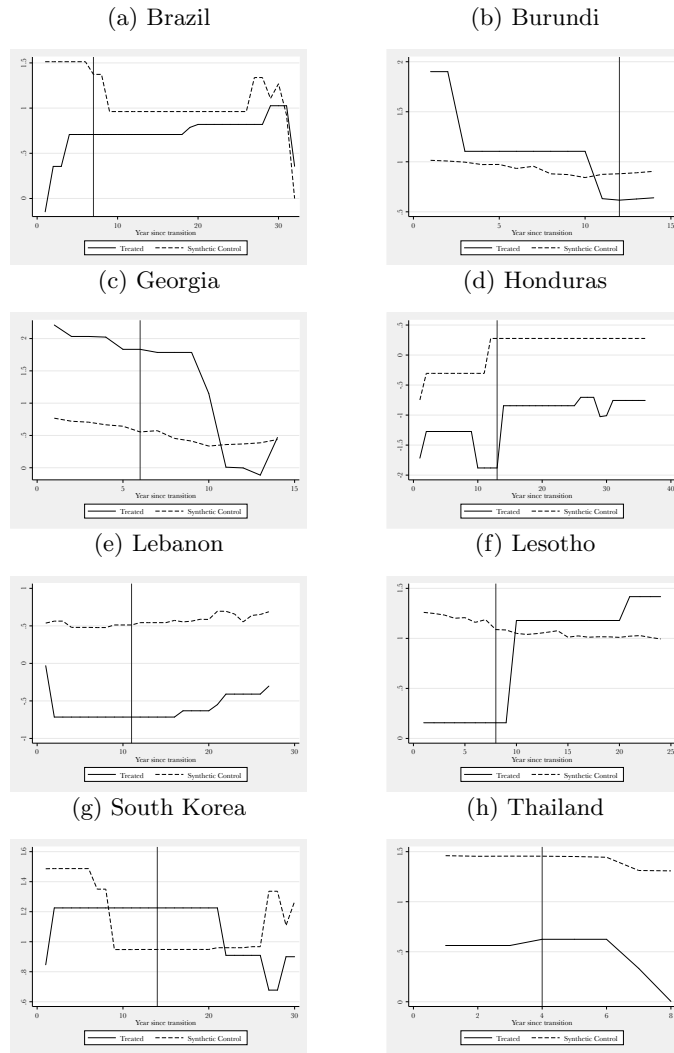 (a) Brazil
(b) Burundi
0 .5 1 1.5
0 10 20 30
Year since transition
Treated Synthetic Control
.5 1 1.5 2
0 5 10 15
Year since transition
Treated Synthetic Control
(c) Georgia
(d) Honduras
0 .5 1 1.5 2
0 5 10 15
Year since transition
Treated Synthetic Control
-2 -1.5 -1 -.5 0 .5
0 10 20 30 40
Year since transition
Treated Synthetic Control
(e) Lebanon
(f) Lesotho
-1 -.5 0 .5 1
0 10 20 30
Year since transition
Treated Synthetic Control
0 .5 1 1.5
0 5 10 15 20 25
Year since transition
Treated Synthetic Control
(g) South Korea
(h) Thailand
.6 .8 1 1.2 1.4 1.6
0 10 20 30
Year since transition
Treated Synthetic Control
0 .5 1 1.5
0 2 4 6 8
Year since transition
Treated Synthetic Control